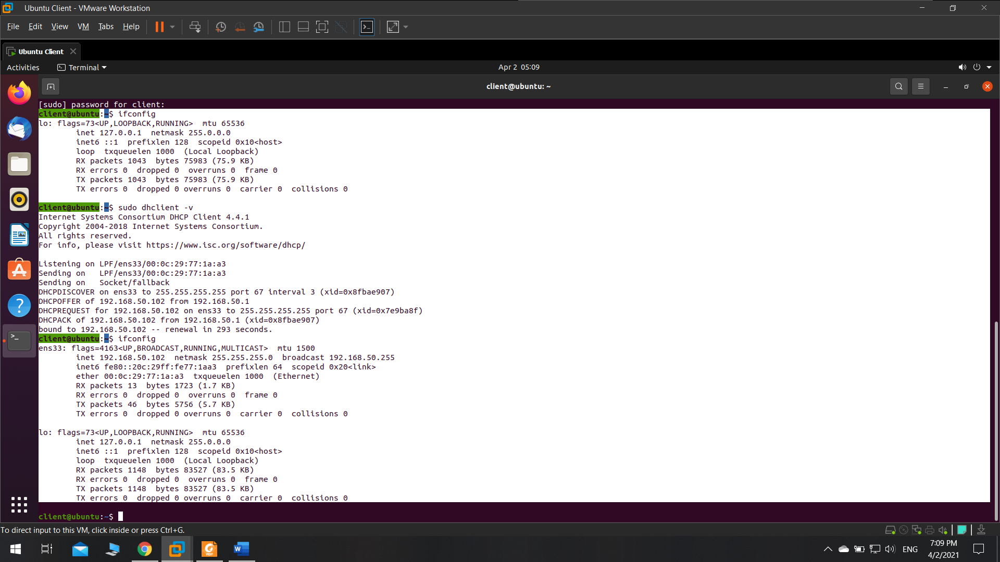 Ubuntu Client - VMware Workstation
File Edit View VM Tabs Help
Ubuntu Client
Activities Terminal Apr 2 05:09
client@ubuntu: ~
[sudo] password for client:
client@ubuntu:~$ ifconfig
lo: flags=73<UP,LOOPBACK,RUNNING>  mtu 65536
        inet 127.0.0.1  netmask 255.0.0.0
        inet6 ::1  prefixlen 128  scopeid 0x10<host>
        loop  txqueuelen 1000  (Local Loopback)
        RX packets 1043  bytes 75983 (75.9 KB)
        RX errors 0  dropped 0  overruns 0  frame 0
        TX packets 1043  bytes 75983 (75.9 KB)
        TX errors 0  dropped 0 overruns 0  carrier 0  collisions 0
client@ubuntu:~$ sudo dhclient -v
Internet Systems Consortium DHCP Client 4.4.1
Copyright 2004-2018 Internet Systems Consortium.
All rights reserved.
For info, please visit https://www.isc.org/software/dhcp/
Listening on LPF/ens33/00:0c:29:77:1a:a3
Sending on   LPF/ens33/00:0c:29:77:1a:a3
Sending on   Socket/fallback
DHCPDISCOVER on ens33 to 255.255.255.255 port 67 interval 3 (xid=0x8fbae907)
DHCPOFFER of 192.168.50.102 from 192.168.50.1
DHCPREQUEST for 192.168.50.102 on ens33 to 255.255.255.255 port 67 (xid=0x7e9ba8f)
DHCPACK of 192.168.50.102 from 192.168.50.1 (xid=0x8fbae907)
bound to 192.168.50.102 -- renewal in 293 seconds.
client@ubuntu:~$ ifconfig
ens33: flags=4163<UP,BROADCAST,RUNNING,MULTICAST>  mtu 1500
        inet 192.168.50.102  netmask 255.255.255.0  broadcast 192.168.50.255
        inet6 fe80::20c:29ff:fe77:1aa3  prefixlen 64  scopeid 0x20<link>
        ether 00:0c:29:77:1a:a3  txqueuelen 1000  (Ethernet)
        RX packets 13  bytes 1723 (1.7 KB)
        RX errors 0  dropped 0  overruns 0  frame 0
        TX packets 46  bytes 5756 (5.7 KB)
        TX errors 0  dropped 0 overruns 0  carrier 0  collisions 0
lo: flags=73<UP,LOOPBACK,RUNNING>  mtu 65536
        inet 127.0.0.1  netmask 255.0.0.0
        inet6 ::1  prefixlen 128  scopeid 0x10<host>
        loop  txqueuelen 1000  (Local Loopback)
        RX packets 1148  bytes 83527 (83.5 KB)
        RX errors 0  dropped 0  overruns 0  frame 0
        TX packets 1148  bytes 83527 (83.5 KB)
        TX errors 0  dropped 0 overruns 0  carrier 0  collisions 0
client@ubuntu:~$
To direct input to this VM, click inside or press Ctrl+G.
ENG
7:09 PM
4/2/2021